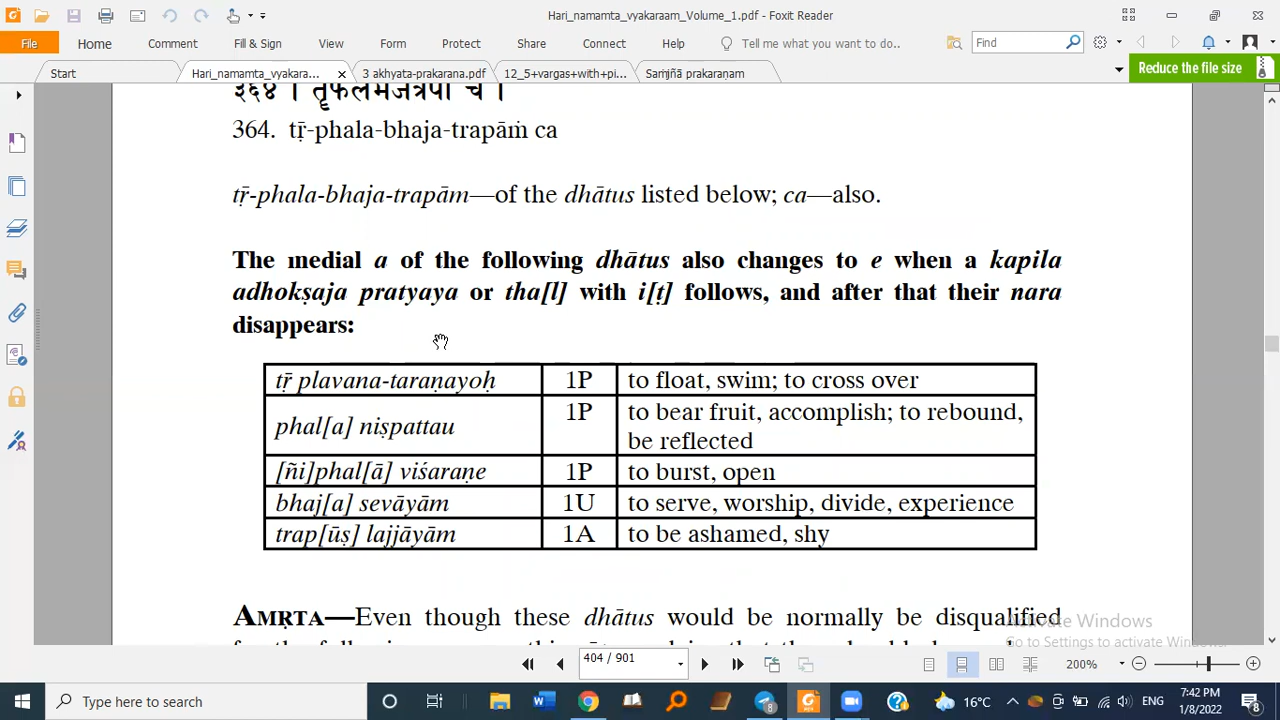 Hari_namamta_vyakaraam_Volume_1.pdf - Foxit Reader
File Home Comment Fill & Sign View Form Protect Share Connect Help Tell me what you want to do.. Find
Start Hari_namamta_vyakara... 3 akhyata-prakarana.pdf 12_5+vargas+with+pi... Saṁjñā prakaraṇam Reduce the file size
३६४ । तॄफलभजत्रपां च ।
364. tṝ-phala-bhaja-trapāṁ ca
tṝ-phala-bhaja-trapām—of the dhātus listed below; ca—also.
The medial a of the following dhātus also changes to e when a kapila
adhokṣaja pratyaya or tha[l] with i[ṭ] follows, and after that their nara
disappears:
tṝ plavana-taraṇayoḥ 1P to float, swim; to cross over
phal[a] niṣpattau 1P to bear fruit, accomplish; to rebound,
be reflected
[ñi]phal[ā] viśaraṇe 1P to burst, open
bhaj[a] sevāyām 1U to serve, worship, divide, experience
trap[ūṣ] lajjāyām 1A to be ashamed, shy
AMṚTA—Even though these dhātus would be normally be disqualified
Activate Windows
Go to Settings to activate Windows.
404 / 901 200%
Type here to search 16°C ENG 7:42 PM
1/8/2022